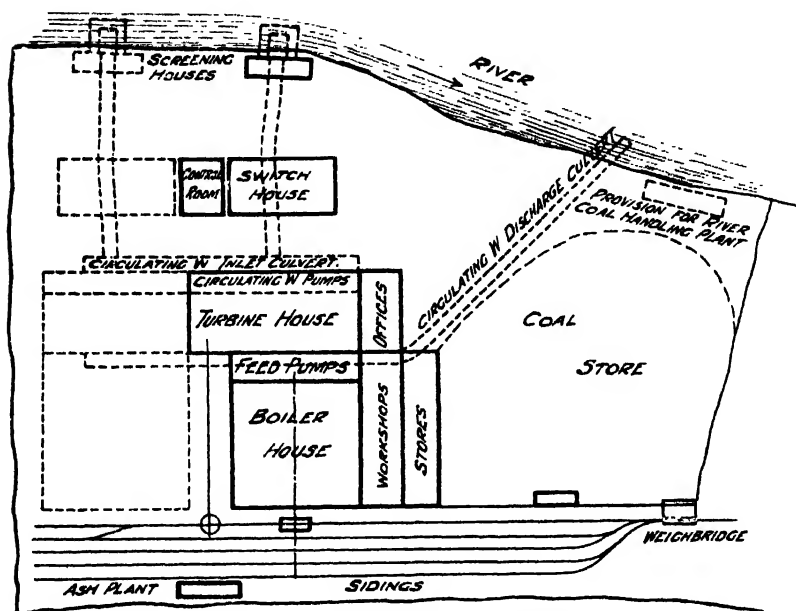 SCREENING
HOUSES
RIVER
CONTROL
ROOM
SWITCH
HOUSE
CIRCULATING W DISCHARGE CULVERT
PROVISION FOR RIVER
COAL HANDLING PLANT
CIRCULATING W INLET CULVERT.
CIRCULATING W PUMPS
TURBINE HOUSE
OFFICES
COAL
STORE
FEED PUMPS
BOILER
HOUSE
WORKSHOPS
STORES
WEIGHBRIDGE
ASH PLANT
SIDINGS